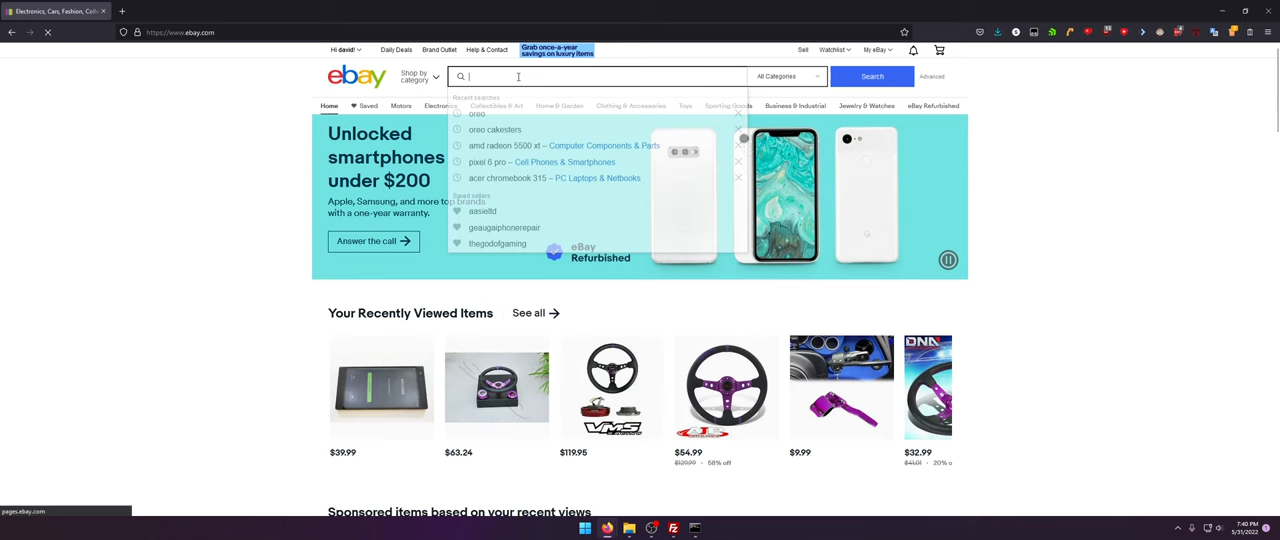 Electronics, Cars, Fashion, Coll
https://www.ebay.com
Hi david!
Daily Deals
Brand Outlet
Help & Contact
Grab once-a-year
savings on luxury items
Sell
Watchlist
My eBay
ebay
Shop by
category
All Categories
Search
Advanced
Recent searches
Home
Saved
Motors
Electronics
Collectibles & Art
Home & Garden
Clothing & Accessories
Toys
Sporting Goods
Business & Industrial
Jewelry & Watches
eBay Refurbished
oreo
oreo cakesters
amd radeon 5500 xt – Computer Components & Parts
pixel 6 pro – Cell Phones & Smartphones
acer chromebook 315 – PC Laptops & Netbooks
Saved sellers
aasieltd
geaugaiphonerepair
thegodofgaming
Unlocked
smartphones
under $200
Apple, Samsung, and more top brands
with a one-year warranty.
Answer the call
eBay
Refurbished
Your Recently Viewed Items
See all
VMS
DNA
$39.99
$63.24
$119.95
$54.99
$129.99 • 58% off
$9.99
$32.99
$41.01 • 20% o
Sponsored items based on your recent views
pages.ebay.com
7:40 PM
5/31/2022